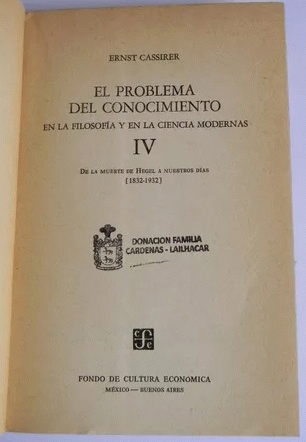 ERNST CASSIRER
EL PROBLEMA
DEL CONOCIMIENTO
EN LA FILOSOFÍA Y EN LA CIENCIA MODERNAS
IV
DE LA MUERTE DE HEGEL A NUESTROS DÍAS
[1832-1932]
DONACION FAMILIA
CARDENAS - LAILHACAR
FONDO DE CULTURA ECONOMICA
MÉXICO — BUENOS AIRES